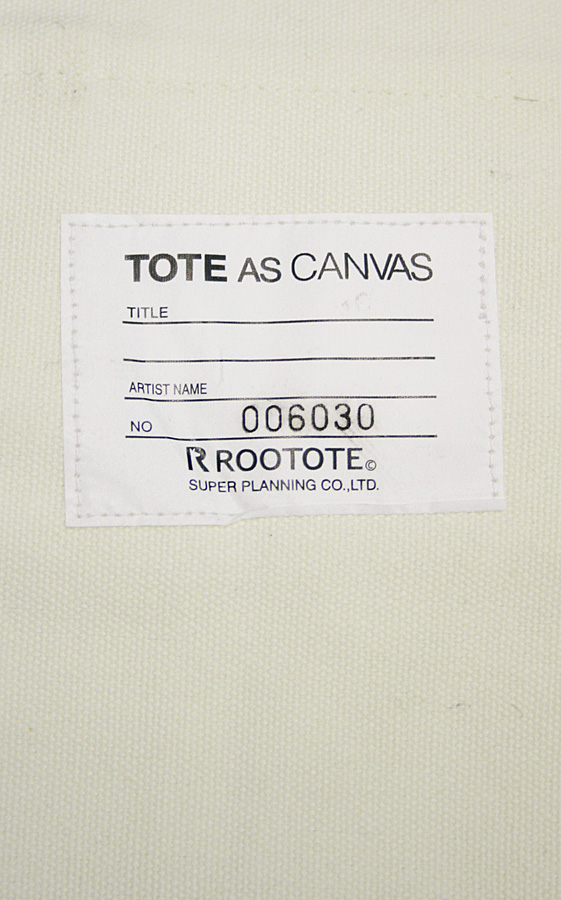 TOTE AS CANVAS
TITLE
ARTIST NAME
NO 006030
R ROOTOTE©
SUPER PLANNING CO.,LTD.